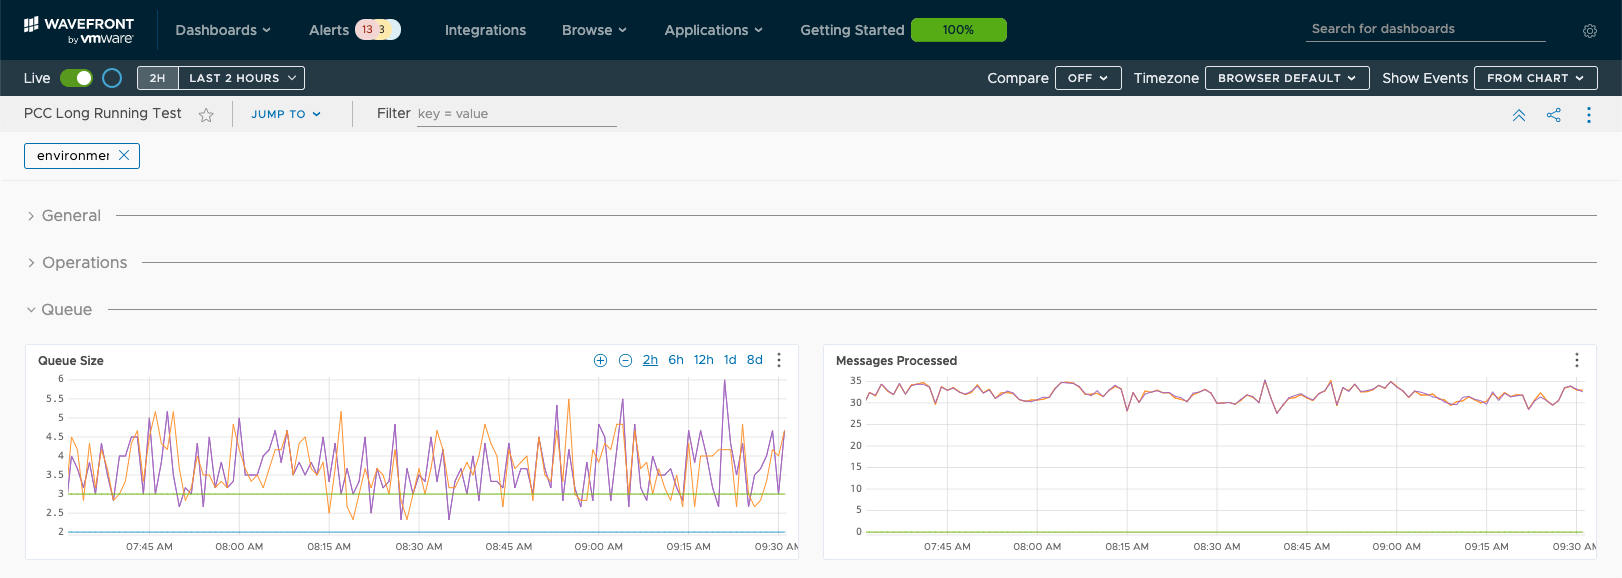 WAVEFRONT
by vmware
Dashboards
Alerts 13 3
Integrations
Browse
Applications
Getting Started 100%
Search for dashboards
Live
2H LAST 2 HOURS
Compare OFF
Timezone BROWSER DEFAULT
Show Events FROM CHART
PCC Long Running Test
JUMP TO
Filter key = value
environmer
General
Operations
Queue
Queue Size
2h 6h 12h 1d 8d
6
5.5
5
4.5
4
3.5
3
2.5
2
07:45 AM 08:00 AM 08:15 AM 08:30 AM 08:45 AM 09:00 AM 09:15 AM 09:30 AM
Messages Processed
35
30
25
20
15
10
5
0
07:45 AM 08:00 AM 08:15 AM 08:30 AM 08:45 AM 09:00 AM 09:15 AM 09:30 AM